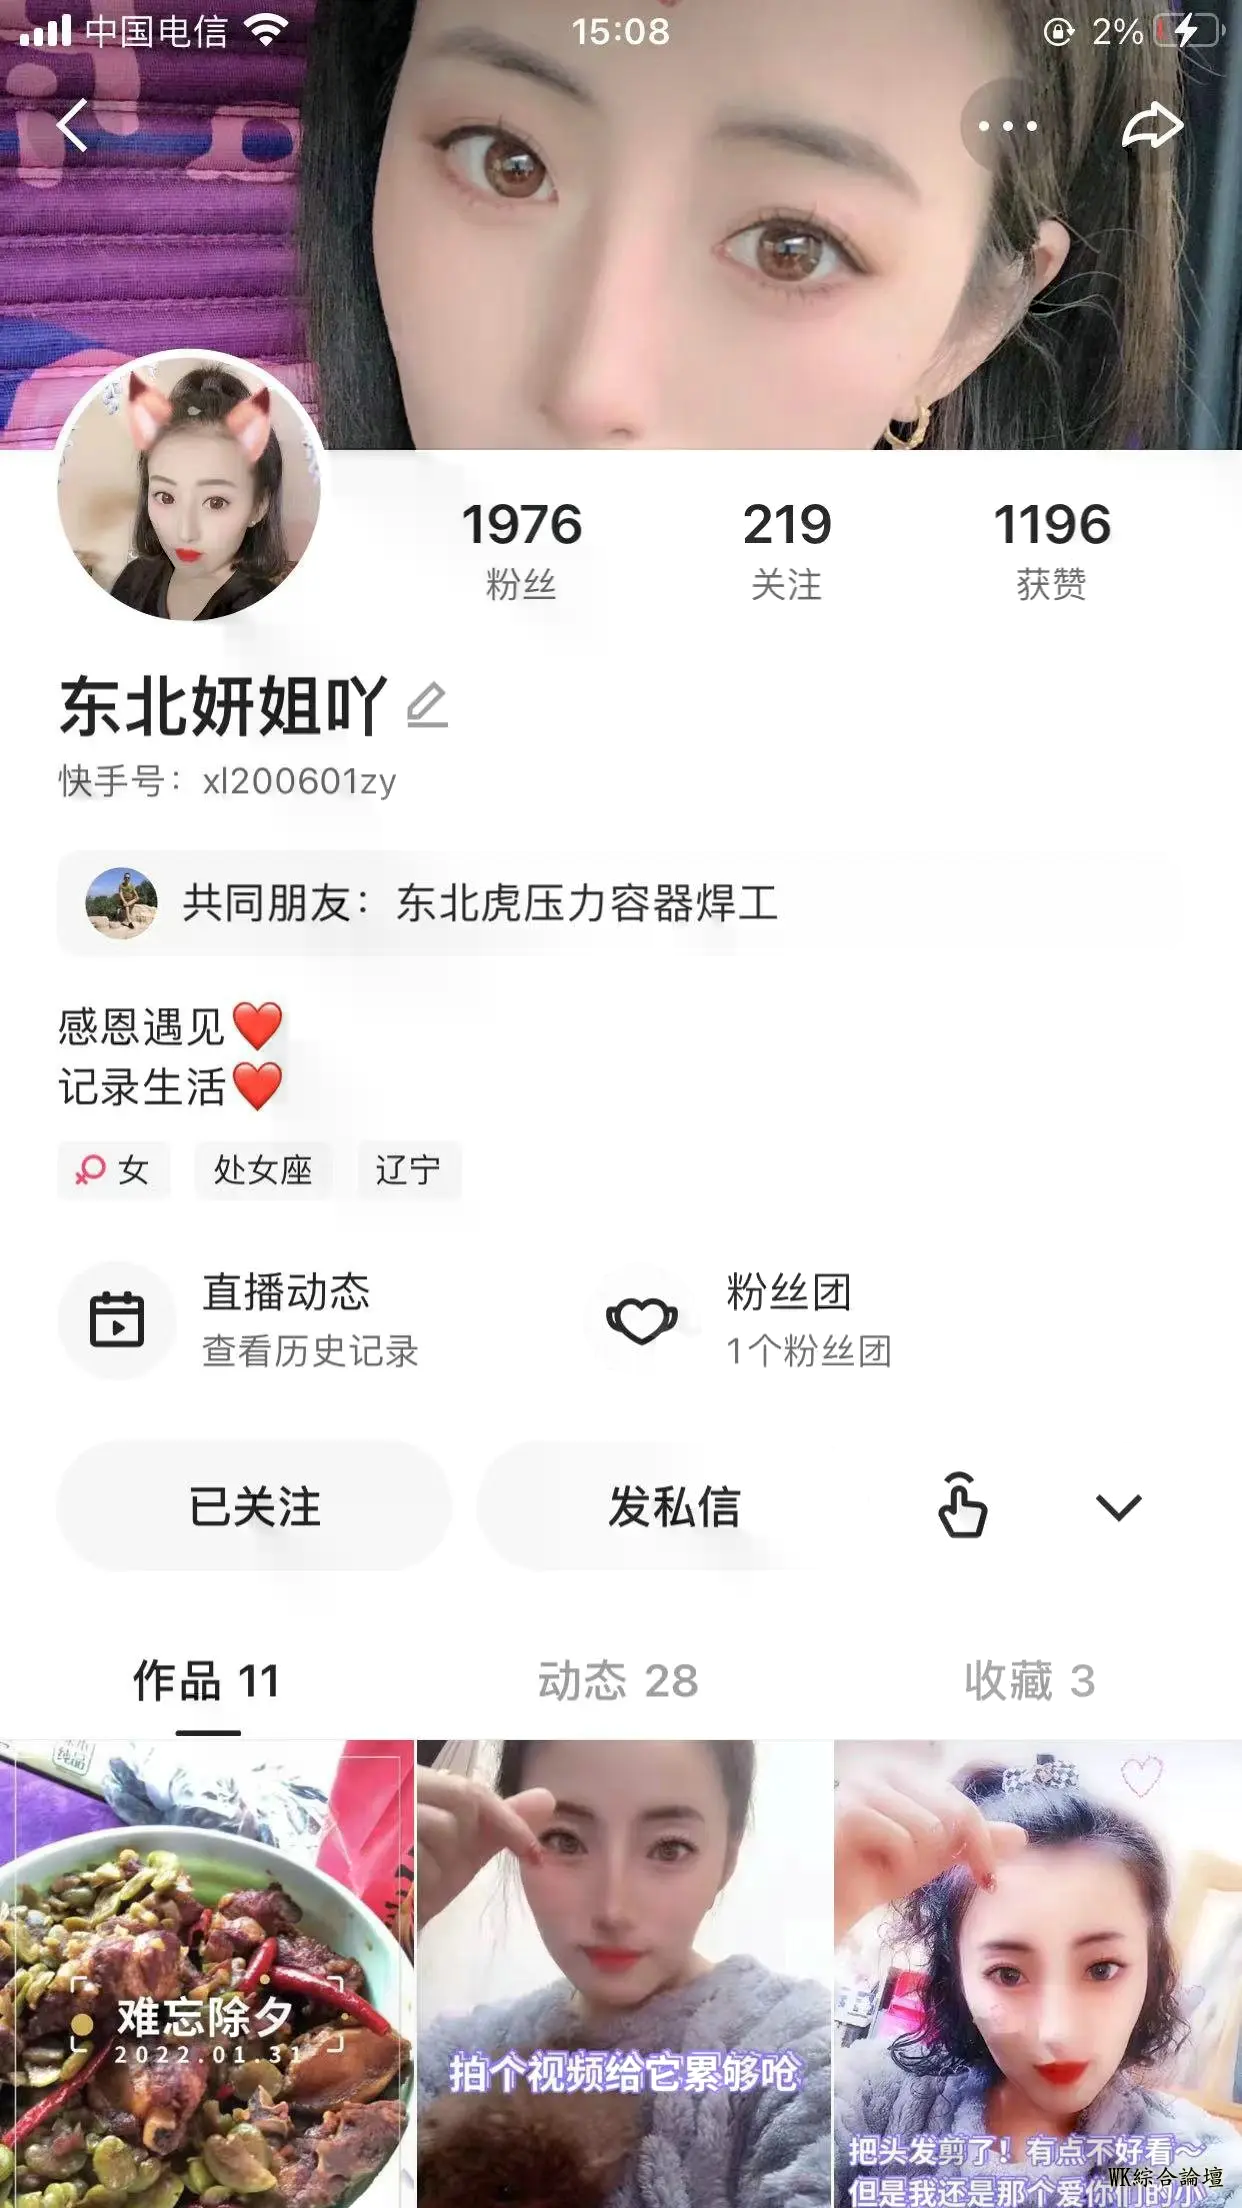 中国电信 15:08 2%
1976 219 1196
粉丝 关注 获赞
东北妍姐吖
快手号：xl200601zy
共同朋友：东北虎压力容器焊工
感恩遇见❤️
记录生活❤️
女 处女座 辽宁
直播动态 粉丝团
查看历史记录 1个粉丝团
已关注 发私信
作品 11 动态 28 收藏 3
纯品
难忘除夕
2022.01.31
拍个视频给它累够呛
把头发剪了！有点不好看～
但是我还是那个爱你们的小
WK綜合論壇